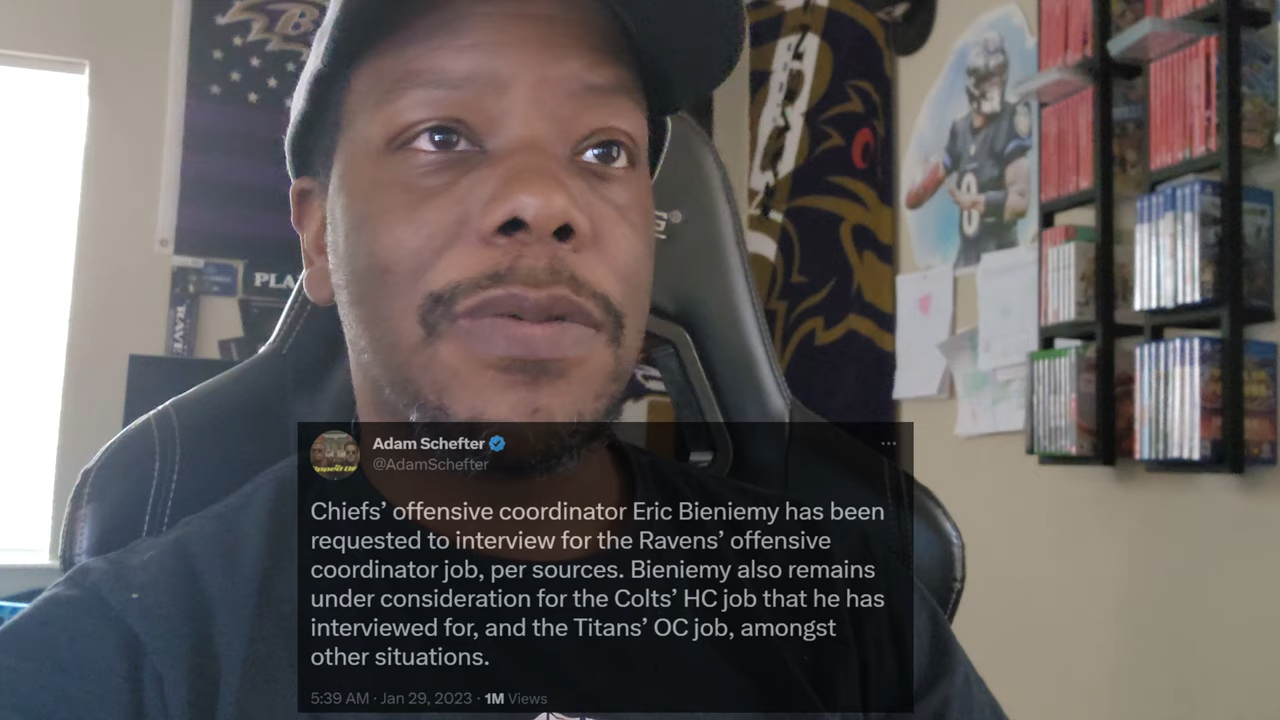 B
PLA
RAVE
8
Adam Schefter
@AdamSchefter
Chiefs’ offensive coordinator Eric Bieniemy has been
requested to interview for the Ravens’ offensive
coordinator job, per sources. Bieniemy also remains
under consideration for the Colts’ HC job that he has
interviewed for, and the Titans’ OC job, amongst
other situations.
5:39 AM · Jan 29, 2023 · 1M Views